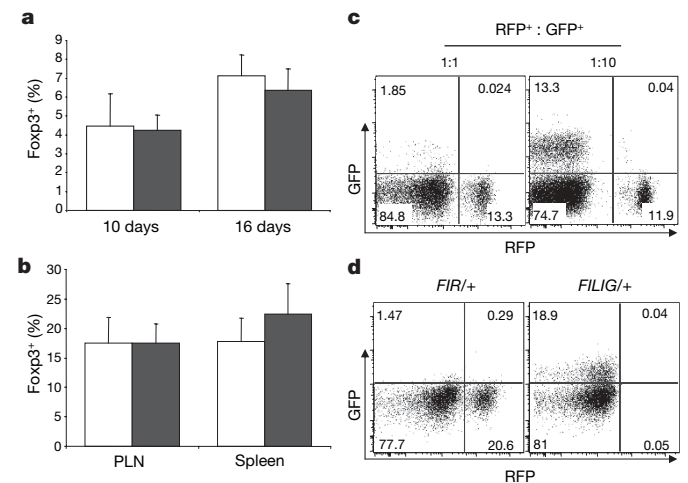 a
Foxp3⁺ (%)
9
8
7
6
5
4
3
2
1
0
10 days
16 days
b
Foxp3⁺ (%)
30
25
20
15
10
5
0
PLN
Spleen
c
RFP⁺ : GFP⁺
1:1
1:10
GFP
1.85
0.024
84.8
13.3
13.3
0.04
74.7
11.9
RFP
d
FIR/+
FILIG/+
GFP
1.47
0.29
77.7
20.6
18.9
0.04
81
0.05
RFP